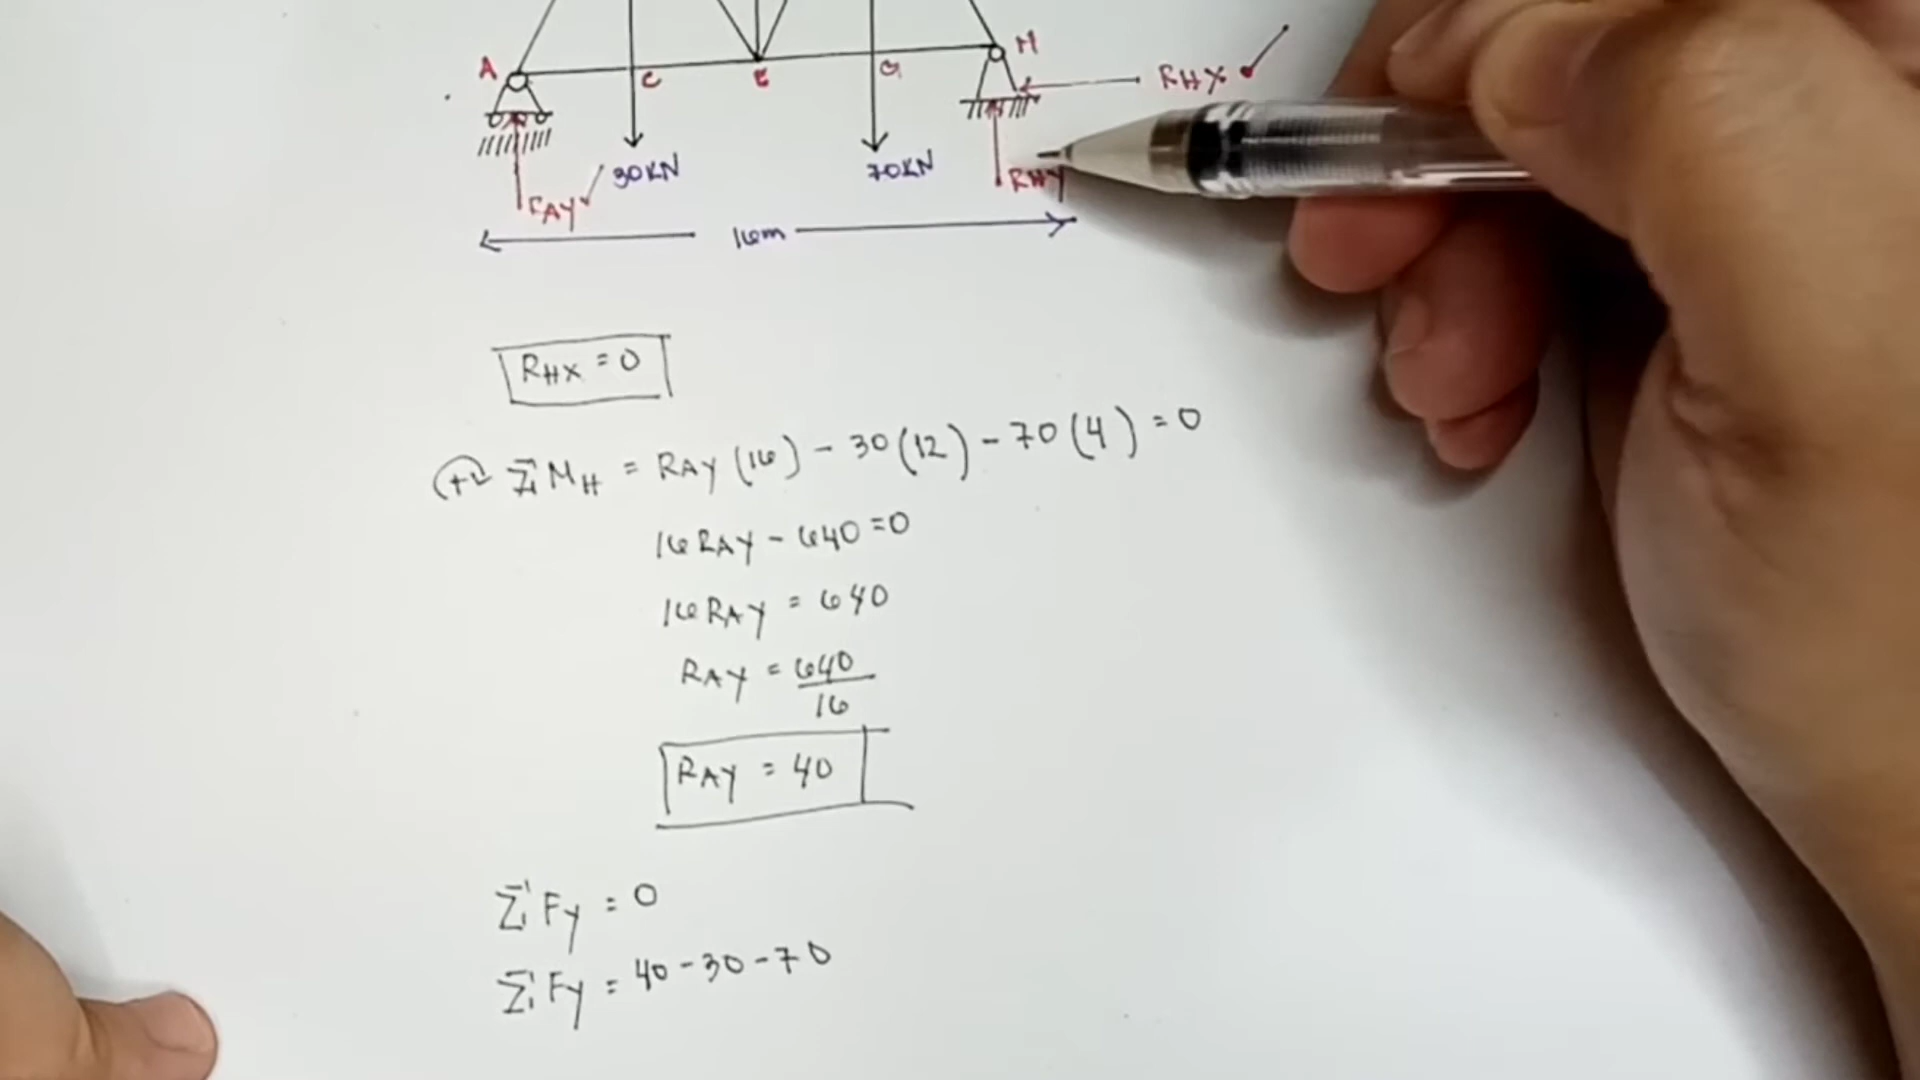 A C E G H RHX
30KN 70KN RHY
RAY
16m
RHX = 0
+ ΣMH = RAY (16) - 30 (12) - 70 (4) = 0
16RAY - 640 = 0
16RAY = 640
RAY = 640
16
RAY = 40
ΣFY = 0
ΣFY = 40 - 30 - 70